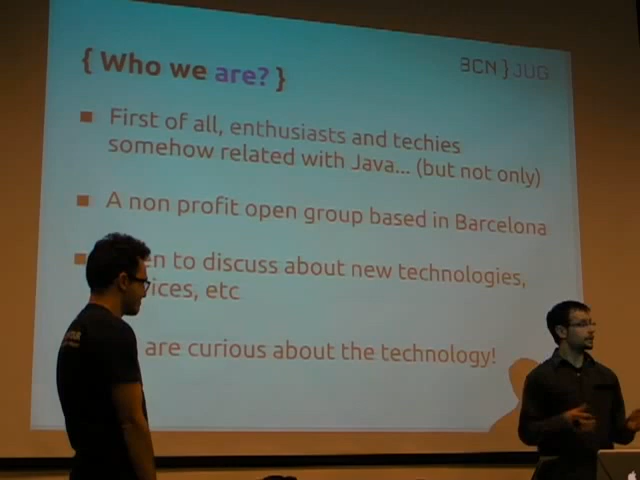 { Who we are? }
BCN } JUG
First of all, enthusiasts and techies
somehow related with Java... (but not only)
A non profit open group based in Barcelona
to discuss about new technologies,
etc
are curious about the technology!